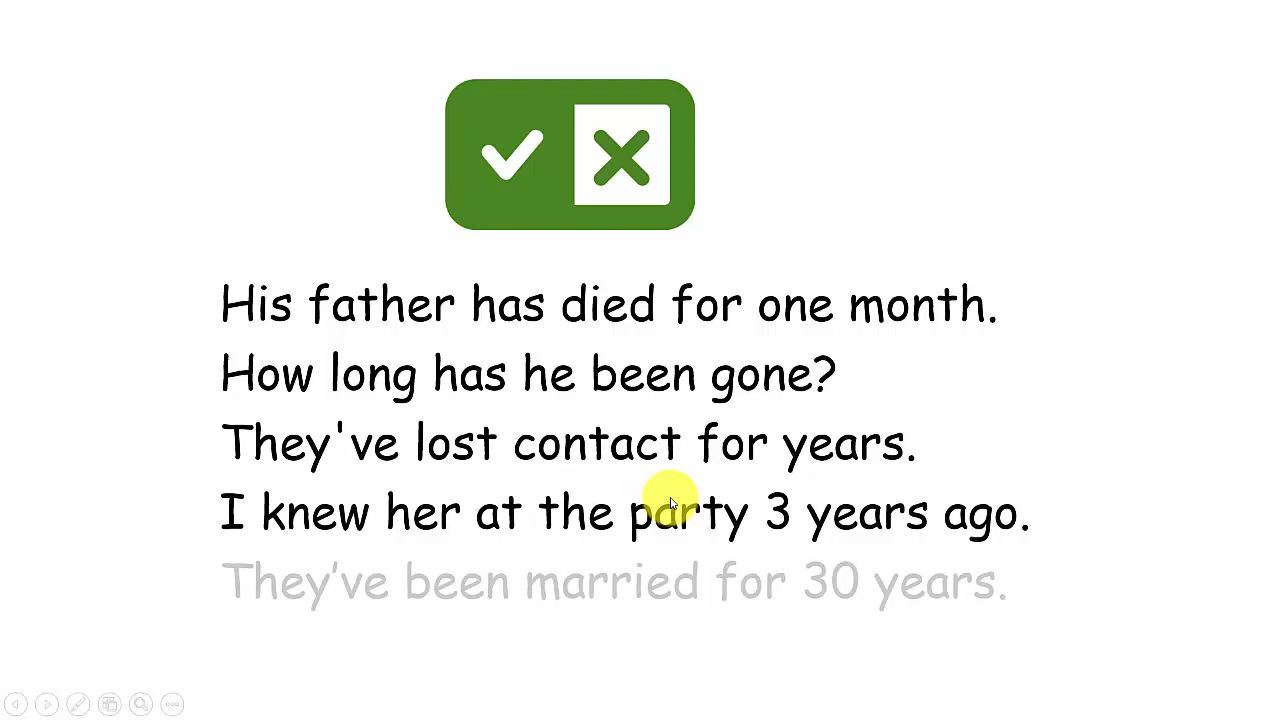 His father has died for one month.
How long has he been gone?
They've lost contact for years.
I knew her at the party 3 years ago.
They’ve been married for 30 years.